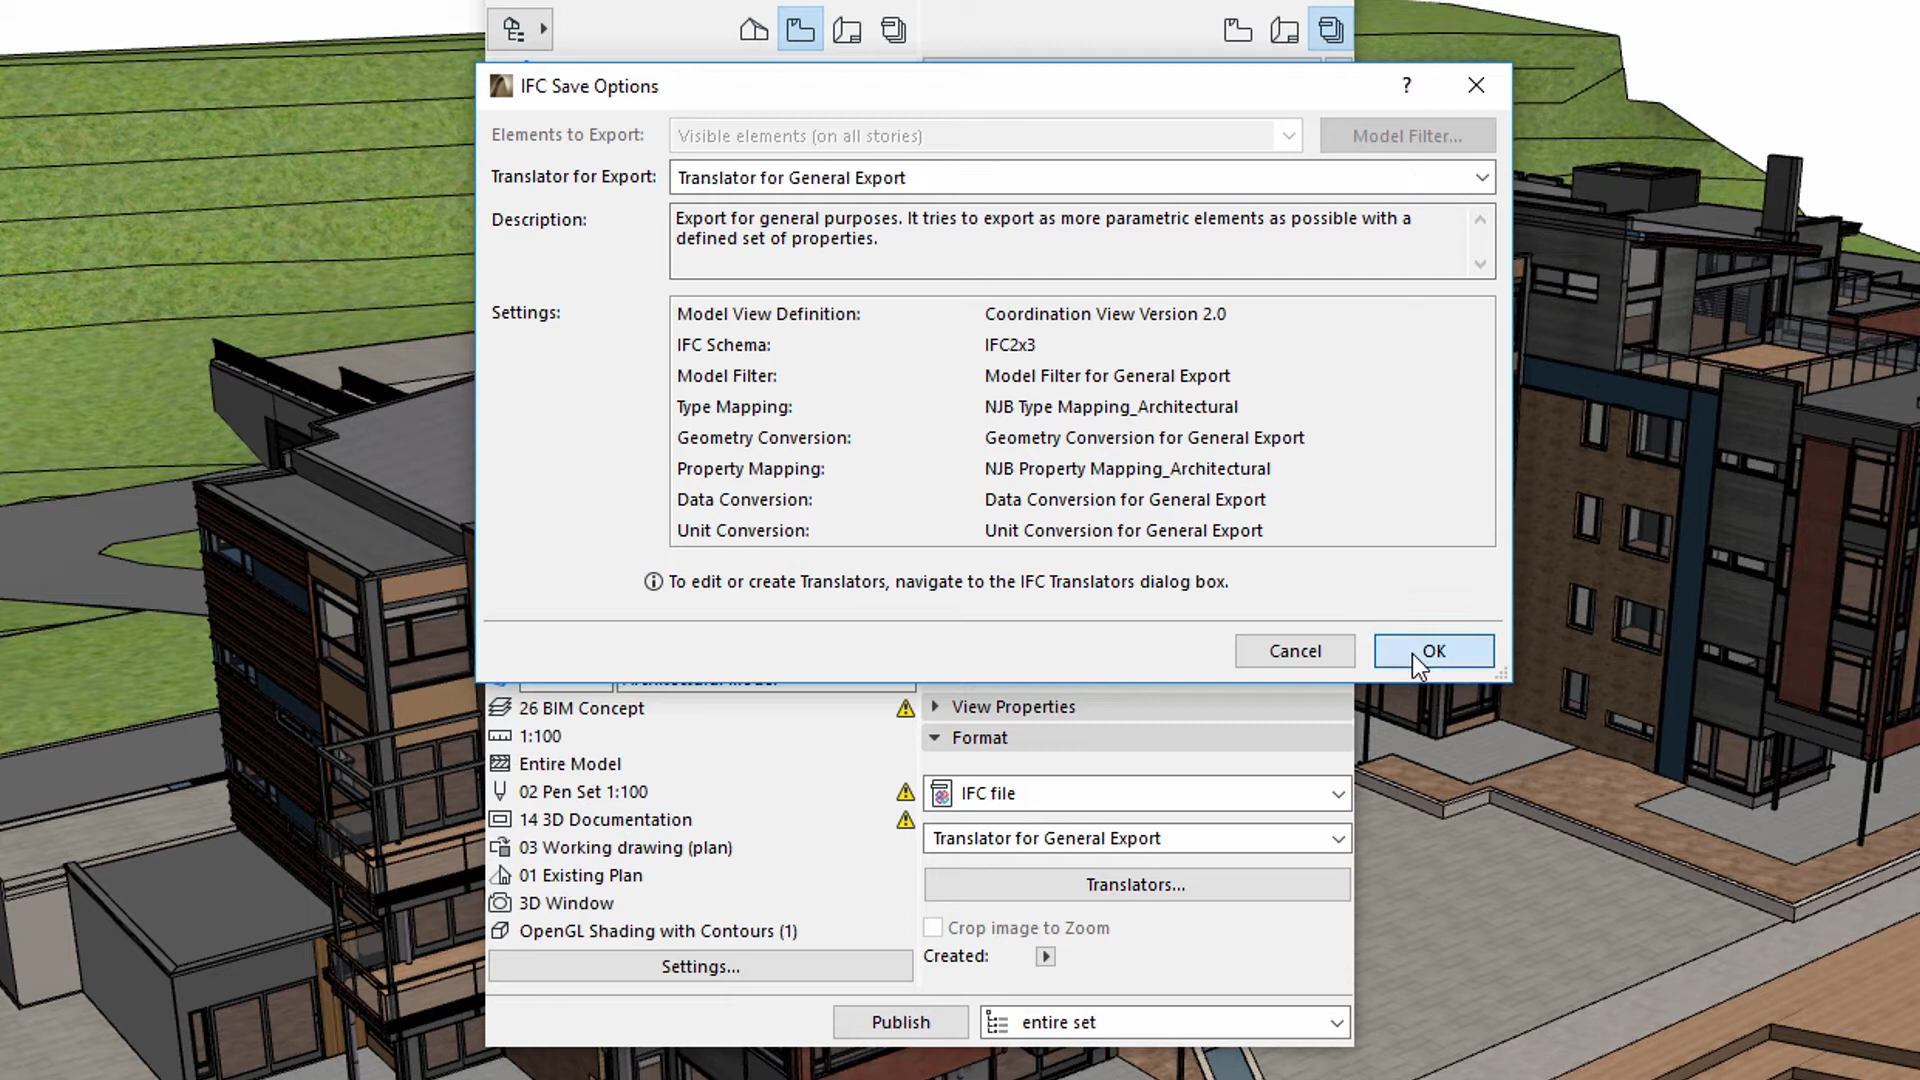 IFC Save Options
?
Elements to Export:
Visible elements (on all stories)
Model Filter...
Translator for Export:
Translator for General Export
Description:
Export for general purposes. It tries to export as more parametric elements as possible with a
defined set of properties.
Settings:
Model View Definition: Coordination View Version 2.0
IFC Schema: IFC2x3
Model Filter: Model Filter for General Export
Type Mapping: NJB Type Mapping_Architectural
Geometry Conversion: Geometry Conversion for General Export
Property Mapping: NJB Property Mapping_Architectural
Data Conversion: Data Conversion for General Export
Unit Conversion: Unit Conversion for General Export
To edit or create Translators, navigate to the IFC Translators dialog box.
Cancel
OK
26 BIM Concept
1:100
Entire Model
02 Pen Set 1:100
14 3D Documentation
03 Working drawing (plan)
01 Existing Plan
3D Window
OpenGL Shading with Contours (1)
Settings...
View Properties
Format
IFC file
Translator for General Export
Translators...
Crop image to Zoom
Created:
Publish
entire set